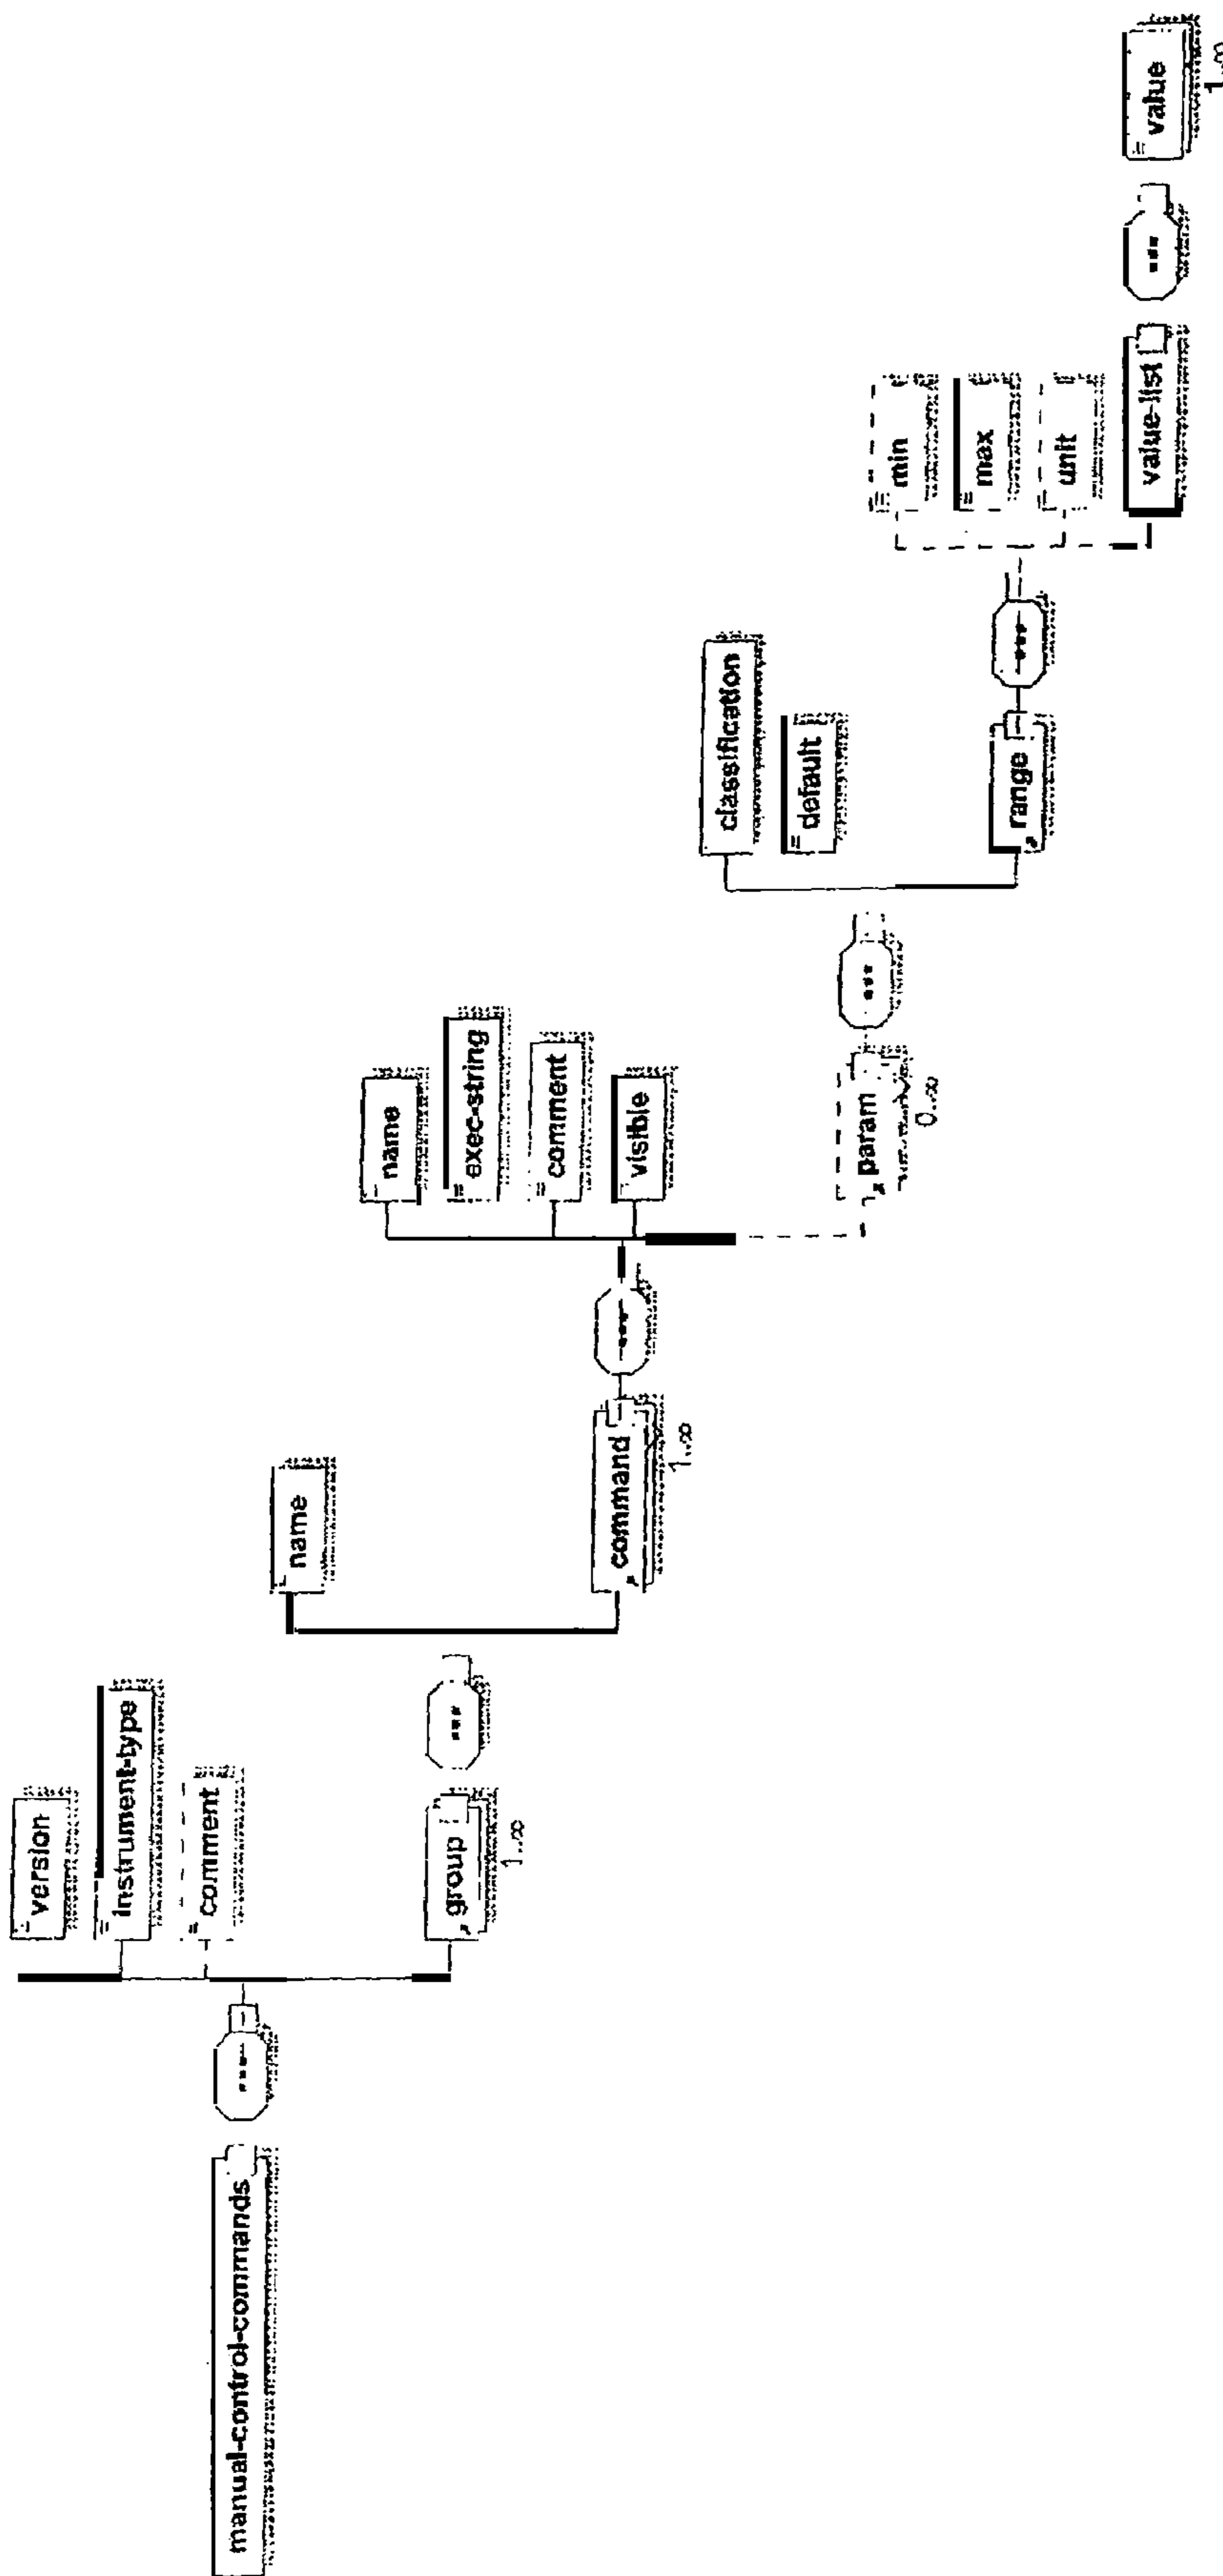 manual-control-commands
version
instrument-type
comment
group
1..∞
name
command
1..∞
name
exec-string
comment
visible
param
0..∞
classification
default
range
min
max
unit
value-list
value
1..∞